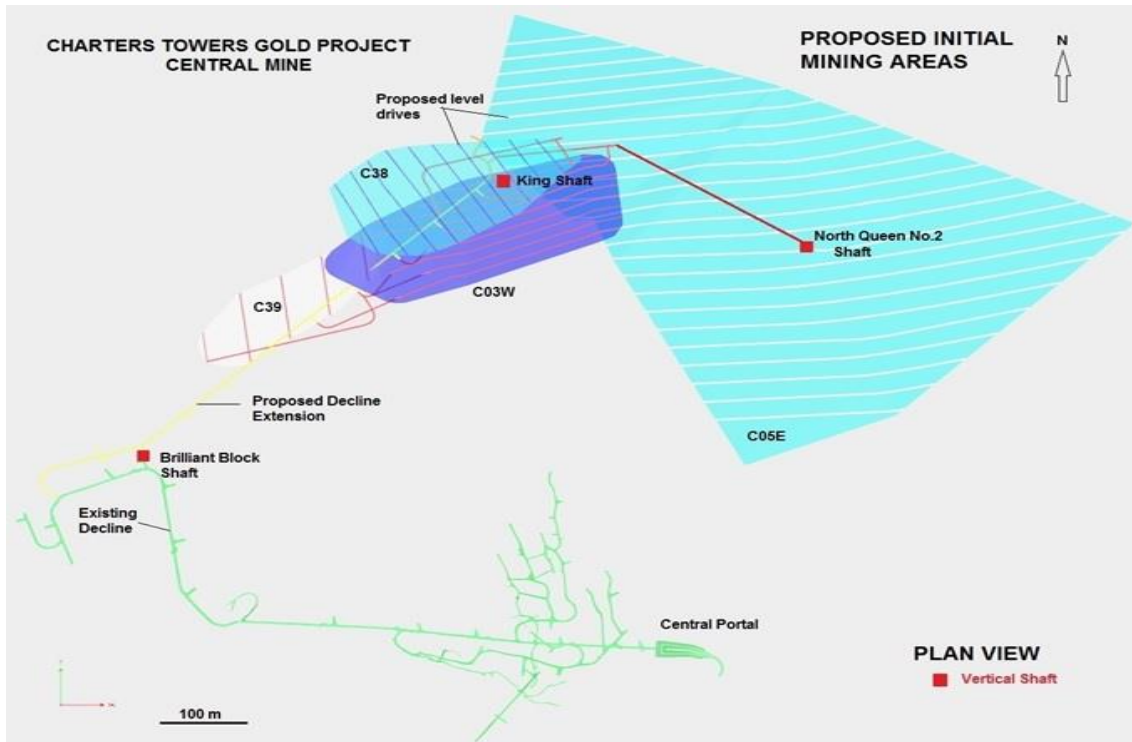 CHARTERS TOWERS GOLD PROJECT
CENTRAL MINE
PROPOSED INITIAL
MINING AREAS
N
Proposed level
drives
C38
King Shaft
North Queen No.2
Shaft
C03W
C39
Proposed Decline
Extension
C05E
Brilliant Block
Shaft
Existing
Decline
Central Portal
PLAN VIEW
Vertical Shaft
100 m